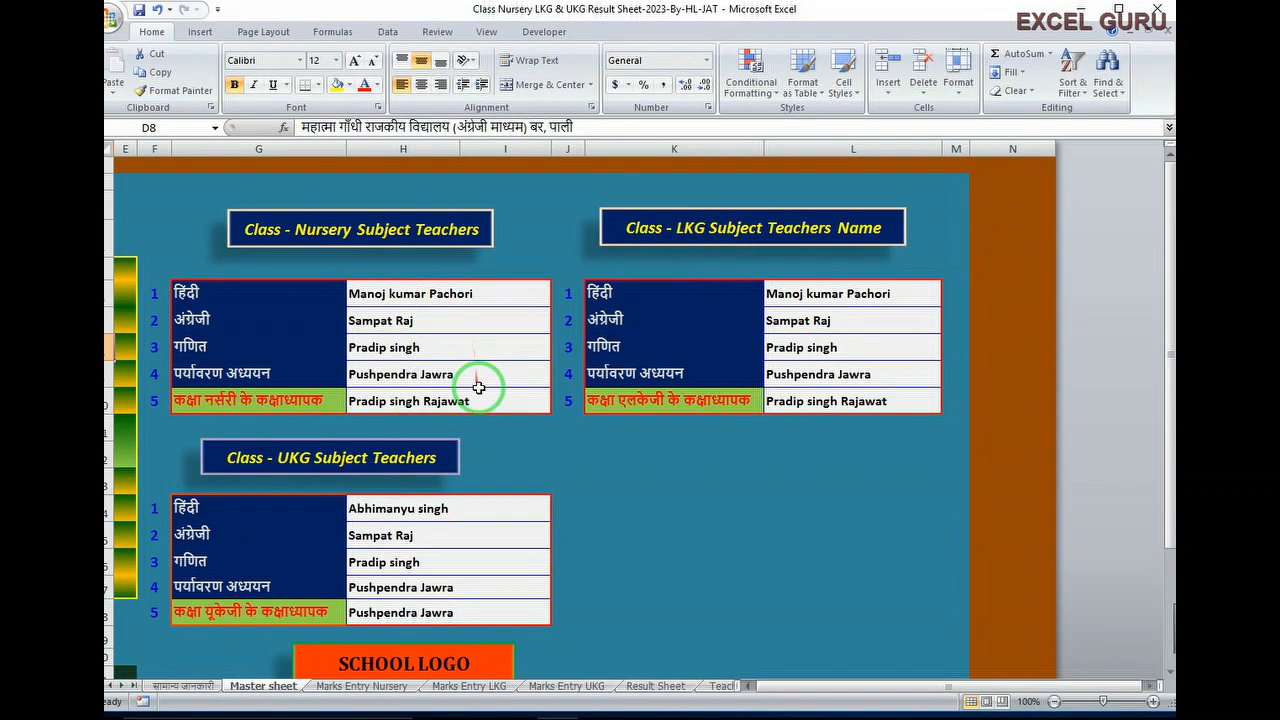 Class Nursery LKG & UKG Result Sheet-2023-By-HL-JAT - Microsoft Excel
EXCEL GURU
Home Insert Page Layout Formulas Data Review View Developer
Cut
Copy
Format Painter
Clipboard
Calibri 12
B I U
Font
Wrap Text
Merge & Center
Alignment
General
$ % ,
Number
Conditional Formatting
Format as Table
Cell Styles
Styles
Insert
Delete
Format
Cells
AutoSum
Fill
Clear
Sort & Filter
Find & Select
Editing
D8
fx महात्मा गाँधी राजकीय विद्यालय (अंग्रेजी माध्यम) बर, पाली
E F G H I J K L M N
Class - Nursery Subject Teachers
1 हिंदी Manoj kumar Pachori
2 अंग्रेजी Sampat Raj
3 गणित Pradip singh
4 पर्यावरण अध्ययन Pushpendra Jawra
5 कक्षा नर्सरी के कक्षाध्यापक Pradip singh Rajawat
Class - LKG Subject Teachers Name
1 हिंदी Manoj kumar Pachori
2 अंग्रेजी Sampat Raj
3 गणित Pradip singh
4 पर्यावरण अध्ययन Pushpendra Jawra
5 कक्षा एलकेजी के कक्षाध्यापक Pradip singh Rajawat
Class - UKG Subject Teachers
1 हिंदी Abhimanyu singh
2 अंग्रेजी Sampat Raj
3 गणित Pradip singh
4 पर्यावरण अध्ययन Pushpendra Jawra
5 कक्षा यूकेजी के कक्षाध्यापक Pushpendra Jawra
SCHOOL LOGO
सामान्य जानकारी Master sheet Marks Entry Nursery Marks Entry LKG Marks Entry UKG Result Sheet Teacl
100%